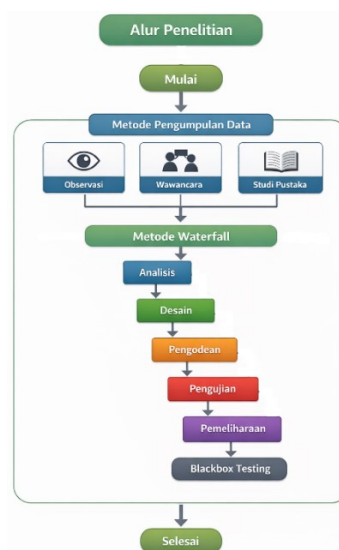 Alur Penelitian
Mulai
Metode Pengumpulan Data
Observasi
Wawancara
Studi Pustaka
Metode Waterfall
Analisis
Desain
Pengodean
Pengujian
Pemeliharaan
Blackbox Testing
Selesai